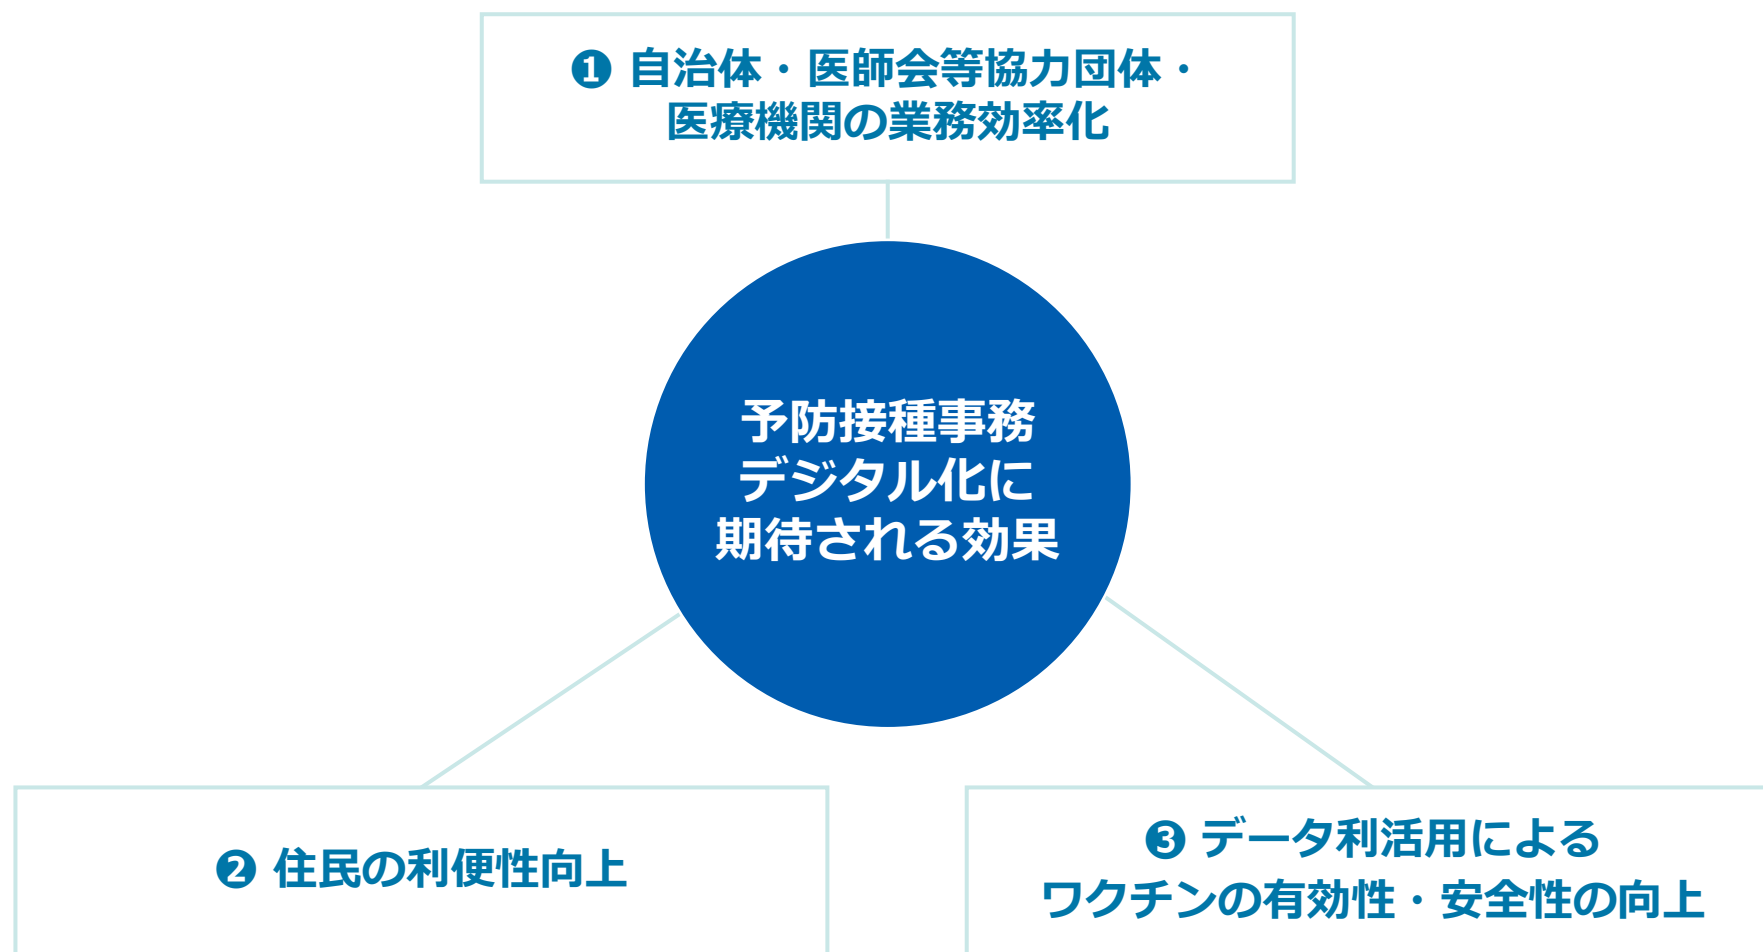 ❶ 自治体・医師会等協力団体・
医療機関の業務効率化
予防接種事務
デジタル化に
期待される効果
❷ 住民の利便性向上
❸ データ利活用による
ワクチンの有効性・安全性の向上